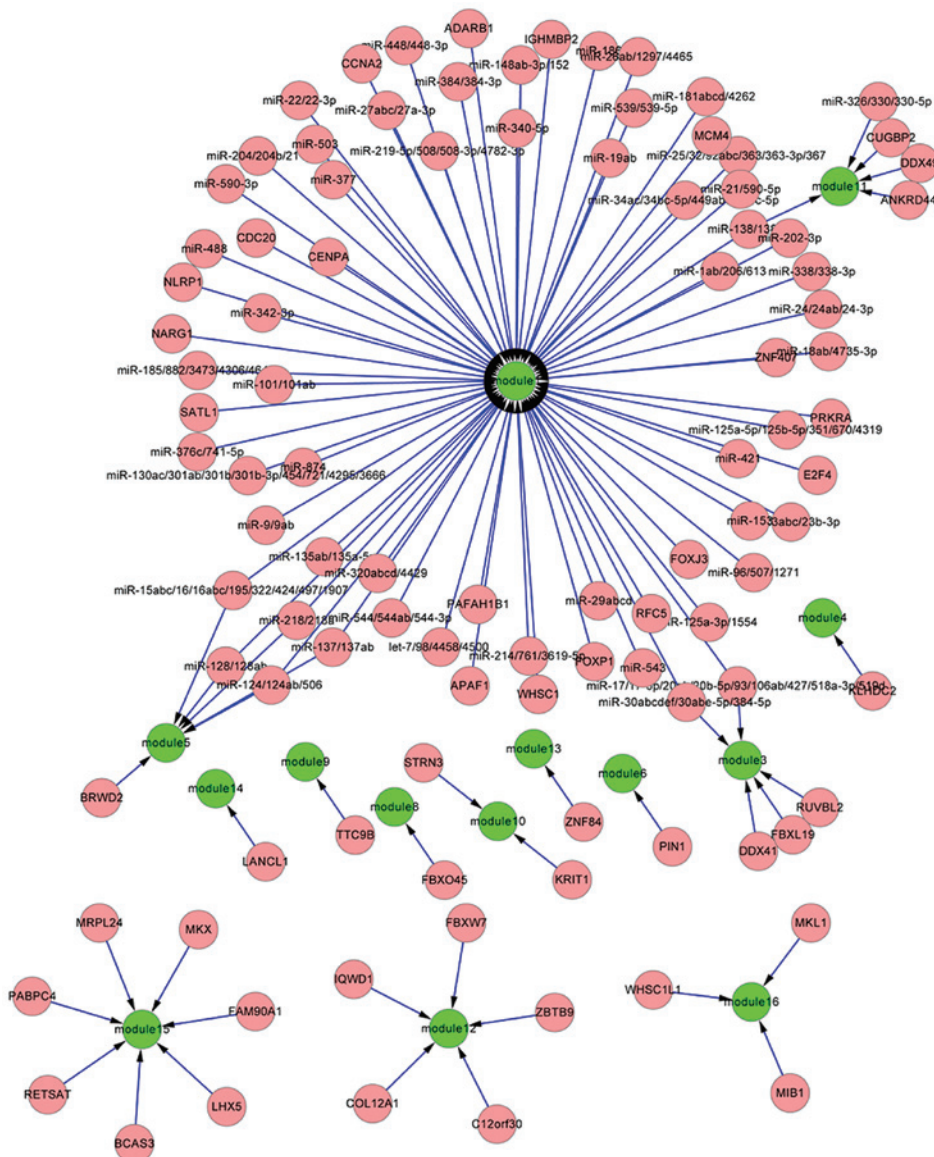 ADARB1
miR-448/448-3p
IGHMBP2
CCNA2
miR-148ab-3p/152
miR-26ab/1297/4465
miR-384/384-3p
miR-22/22-3p
miR-27abc/27a-3p
miR-539/539-5p
miR-181abcd/4262
miR-326/330/330-5p
miR-340-5p
MCM4
CUGBP2
miR-503
miR-219-5p/508/508-3p/4782-3p
miR-19ab
miR-204/204b/21
miR-377
DDX49
miR-590-3p
miR-21/590-5p
module11
ANKRD44
CDC20
miR-202-3p
miR-488
CENPA
NLRP1
miR-1ab/206/613
miR-338/338-3p
miR-342-3p
miR-24/24ab/24-3p
NARG1
miR-18ab/4735-3p
ZNF407
miR-101/101ab
module
SATL1
PRKRA
miR-125a-5p/125b-5p/351/670/4319
miR-376c/741-5p
miR-421
miR-874
E2F4
miR-130ac/301ab/301b/301b-3p/454/721/4295/3666
miR-9/9ab
miR-153
FOXJ3
miR-96/507/1271
miR-320abcd/4429
miR-15abc/16/16abc/195/322/424/497/1907
PAFAH1B1
miR-29abcd
RFC5
miR-125a-3p/1554
miR-544/544ab/544-3p
module4
miR-137/137ab
let-7/98/4458/4500
miR-214/761/3619-5p
FOXP1
miR-543
miR-128/128ab
miR-124/124ab/506
APAF1
WHSC1
KLHDC2
miR-30abcdef/30abe-5p/384-5p
module5
module13
module9
STRN3
module6
module3
BRWD2
module14
module8
module10
RUVBL2
TTC9B
ZNF84
FBXL19
LANCL1
PIN1
DDX41
FBXO45
KRIT1
MRPL24
MKX
FBXW7
MKL1
IQWD1
PABPC4
WHSC1L1
FAM90A1
ZBTB9
module16
module15
module12
RETSAT
LHX5
MIB1
COL12A1
C12orf30
BCAS3